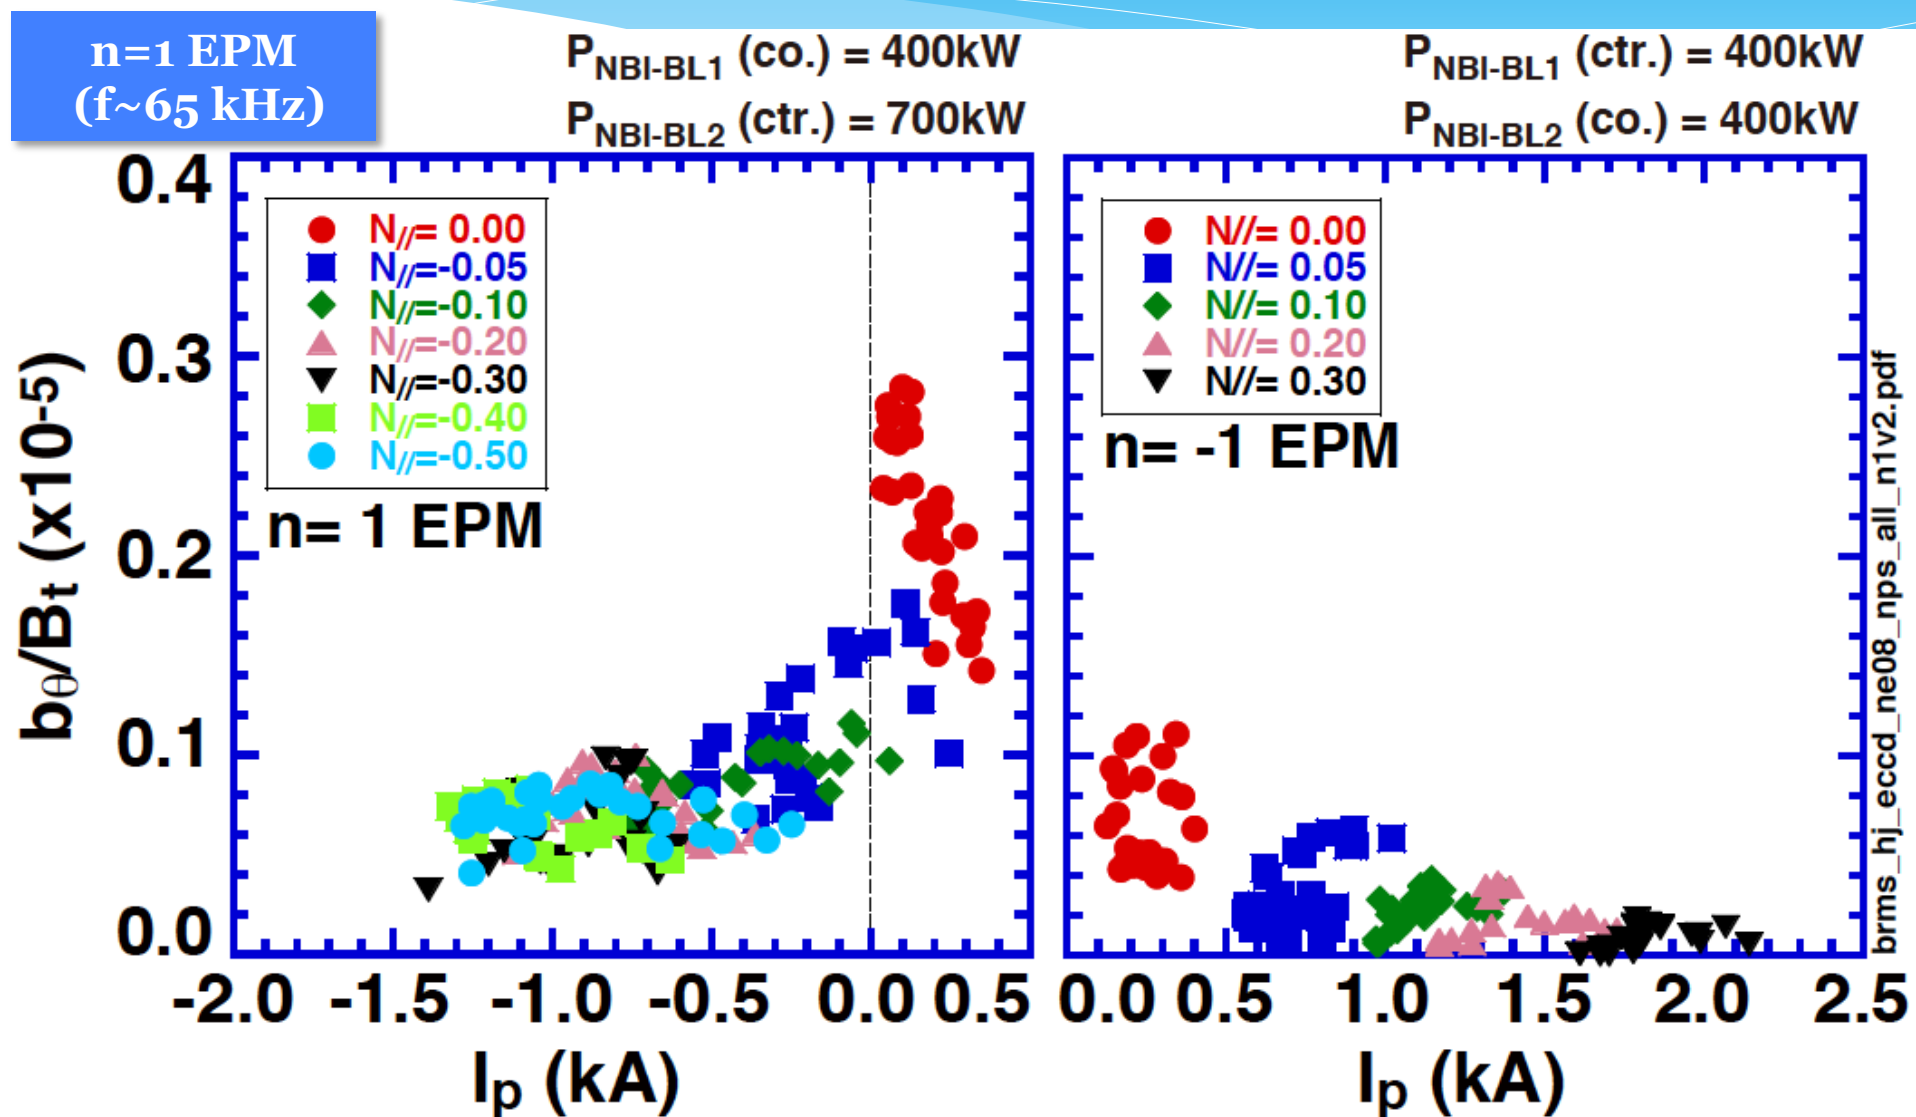 n=1 EPM
(f~65 kHz)
P_NBI-BL1 (co.) = 400kW
P_NBI-BL2 (ctr.) = 700kW
P_NBI-BL1 (ctr.) = 400kW
P_NBI-BL2 (co.) = 400kW
0.4
0.3
0.2
0.1
0.0
bθ/Bt (x10-5)
N//= 0.00
N//=-0.05
N//=-0.10
N//=-0.20
N//=-0.30
N//=-0.40
N//=-0.50
n= 1 EPM
-2.0 -1.5 -1.0 -0.5 0.0 0.5
Ip (kA)
N//= 0.00
N//= 0.05
N//= 0.10
N//= 0.20
N//= 0.30
n= -1 EPM
0.0 0.5 1.0 1.5 2.0 2.5
Ip (kA)
brms_hj_eccd_ne08_nps_all_n1v2.pdf